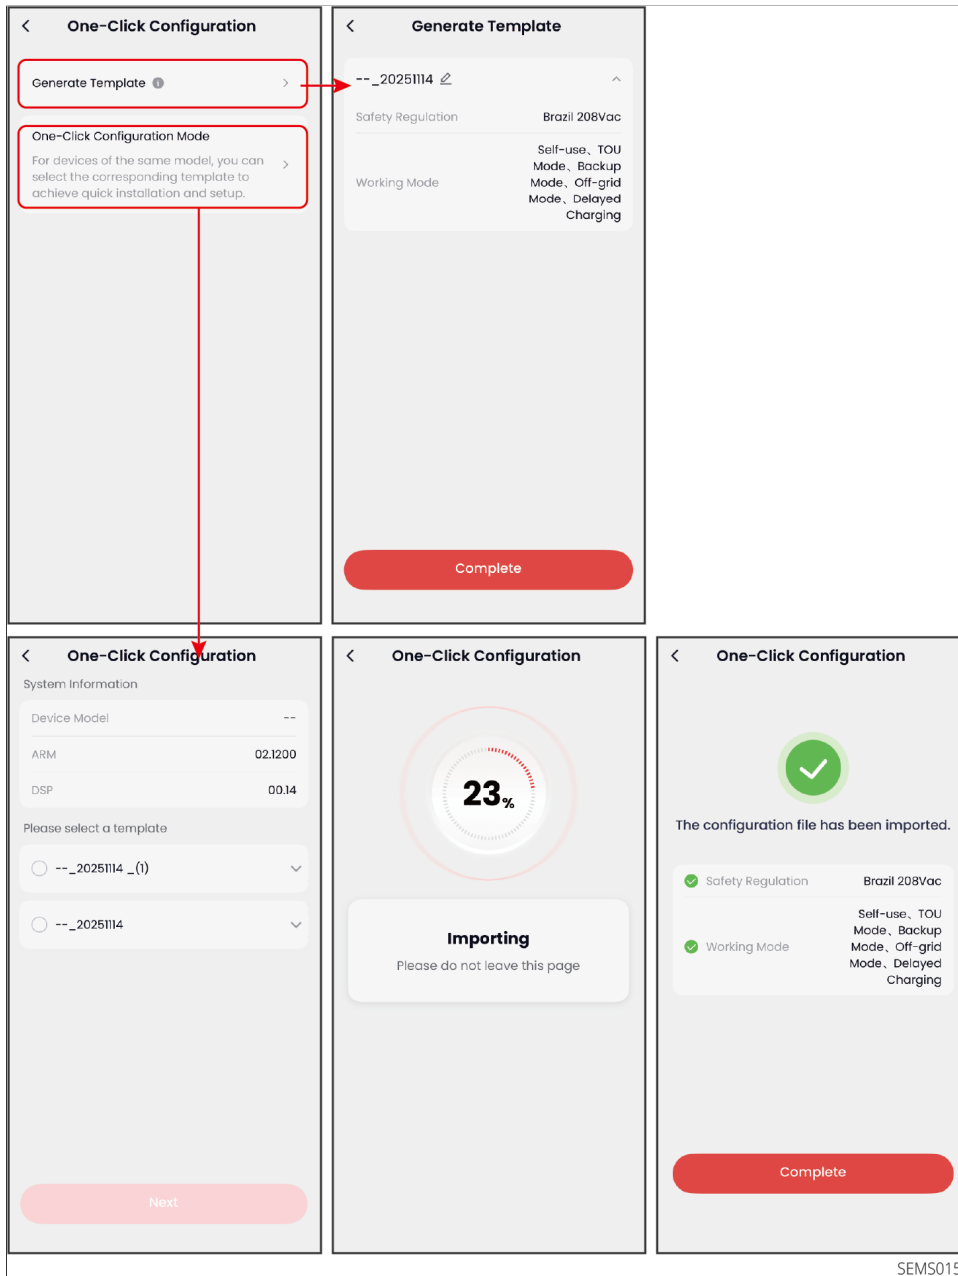 One-Click Configuration
Generate Template
One-Click Configuration Mode
For devices of the same model, you can
select the corresponding template to
achieve quick installation and setup.
Generate Template
--_20251114
Safety Regulation
Brazil 208Vac
Working Mode
Self-use、TOU
Mode、Backup
Mode、Off-grid
Mode、Delayed
Charging
Complete
One-Click Configuration
System Information
Device Model
--
ARM
02.1200
DSP
00.14
Please select a template
--_20251114 _(1)
--_20251114
Next
One-Click Configuration
23%
Importing
Please do not leave this page
One-Click Configuration
The configuration file has been imported.
Safety Regulation
Brazil 208Vac
Working Mode
Self-use、TOU
Mode、Backup
Mode、Off-grid
Mode、Delayed
Charging
Complete
SEMS015